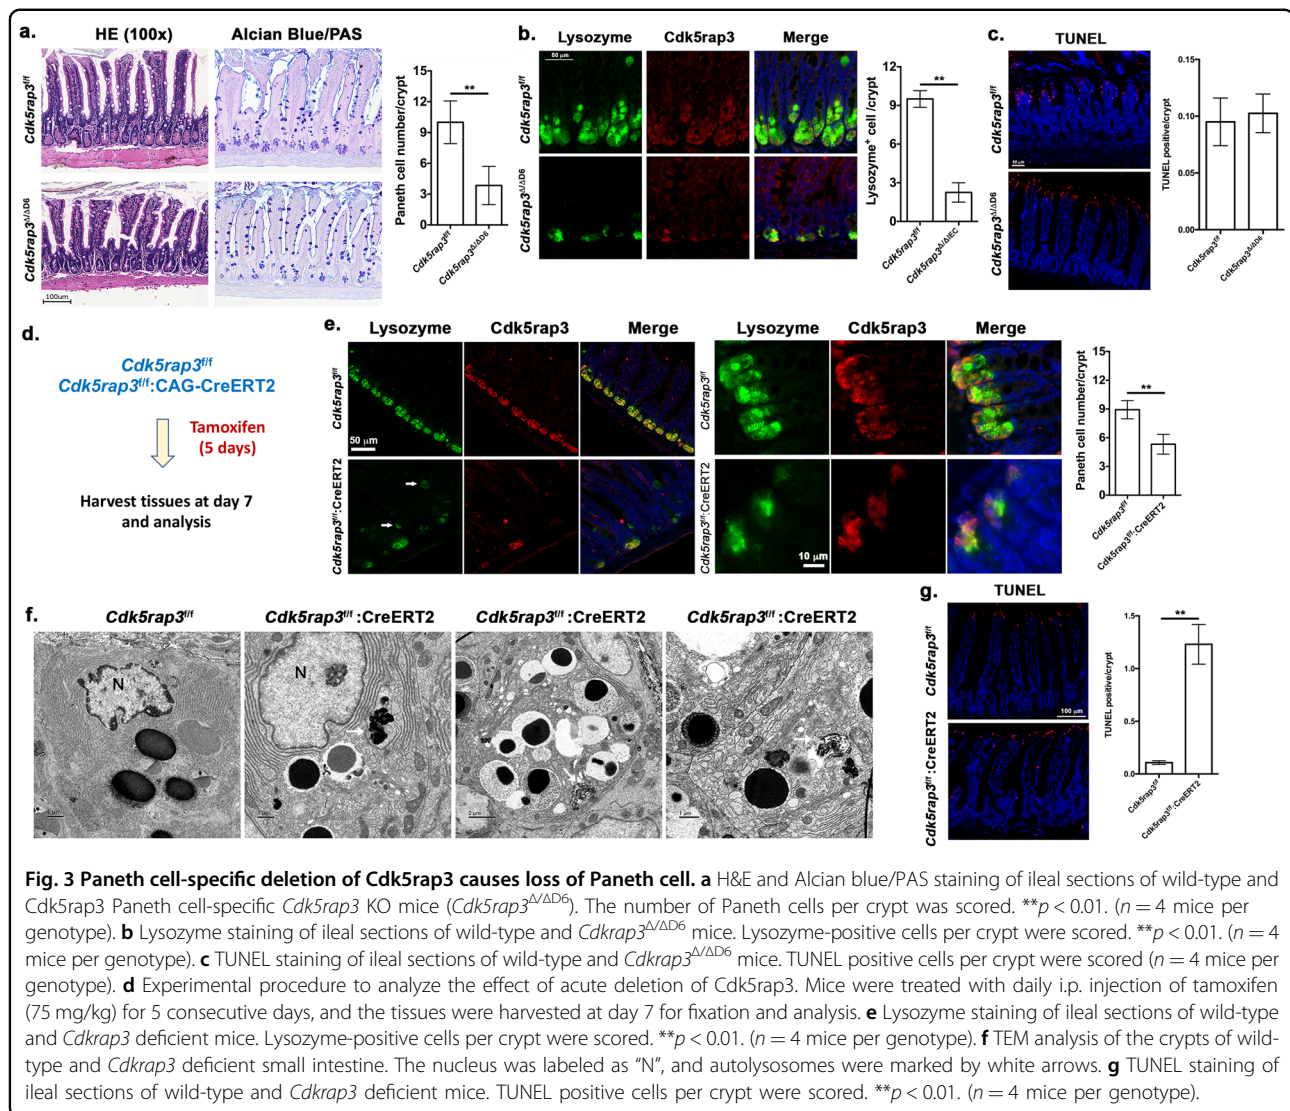 a.
HE (100x)
Alcian Blue/PAS
Cdk5rap3f/f
Cdk5rap3Δ/ΔD6
100um
Paneth cell number/crypt
15
12
9
6
3
0
**
Cdk5rap3f/f
Cdk5rap3Δ/ΔD6
b.
Lysozyme
Cdk5rap3
Merge
50 µm
Cdk5rap3f/f
Cdk5rap3Δ/ΔD6
Lysozyme+ cell /crypt
12
9
6
3
0
**
Cdk5rap3f/f
Cdk5rap3Δ/ΔIEC
c.
TUNEL
Cdk5rap3f/f
Cdk5rap3Δ/ΔD6
50 µm
TUNEL positive/crypt
0.15
0.10
0.05
0.00
Cdk5rap3f/f
Cdk5rap3Δ/ΔD6
d.
Cdk5rap3f/f
Cdk5rap3f/f:CAG-CreERT2
Tamoxifen
(5 days)
Harvest tissues at day 7
and analysis
e.
Lysozyme
Cdk5rap3
Merge
Cdk5rap3f/f
50 µm
Cdk5rap3f/f:CreERT2
Lysozyme
Cdk5rap3
Merge
Cdk5rap3f/f
Cdk5rap3f/f:CreERT2
10 µm
Paneth cell number/crypt
15
12
9
6
3
0
**
Cdk5rap3f/f
Cdk5rap3f/f:CreERT2
f.
Cdk5rap3f/f
Cdk5rap3f/f :CreERT2
Cdk5rap3f/f :CreERT2
Cdk5rap3f/f :CreERT2
N
N
1 µm
1 µm
2 µm
1 µm
g.
TUNEL
Cdk5rap3f/f
Cdk5rap3f/f:CreERT2
100 µm
TUNEL positive/crypt
1.5
1.0
0.5
0.0
**
Cdk5rap3f/f
Cdk5rap3f/f:CreERT2
Fig. 3 Paneth cell-specific deletion of Cdk5rap3 causes loss of Paneth cell. a H&E and Alcian blue/PAS staining of ileal sections of wild-type and
Cdk5rap3 Paneth cell-specific Cdk5rap3 KO mice (Cdk5rap3Δ/ΔD6). The number of Paneth cells per crypt was scored. **p < 0.01. (n = 4 mice per
genotype). b Lysozyme staining of ileal sections of wild-type and Cdkrap3Δ/ΔD6 mice. Lysozyme-positive cells per crypt were scored. **p < 0.01. (n = 4
mice per genotype). c TUNEL staining of ileal sections of wild-type and Cdkrap3Δ/ΔD6 mice. TUNEL positive cells per crypt were scored (n = 4 mice per
genotype). d Experimental procedure to analyze the effect of acute deletion of Cdk5rap3. Mice were treated with daily i.p. injection of tamoxifen
(75 mg/kg) for 5 consecutive days, and the tissues were harvested at day 7 for fixation and analysis. e Lysozyme staining of ileal sections of wild-type
and Cdkrap3 deficient mice. Lysozyme-positive cells per crypt were scored. **p < 0.01. (n = 4 mice per genotype). f TEM analysis of the crypts of wild-
type and Cdkrap3 deficient small intestine. The nucleus was labeled as “N”, and autolysosomes were marked by white arrows. g TUNEL staining of
ileal sections of wild-type and Cdkrap3 deficient mice. TUNEL positive cells per crypt were scored. **p < 0.01. (n = 4 mice per genotype).